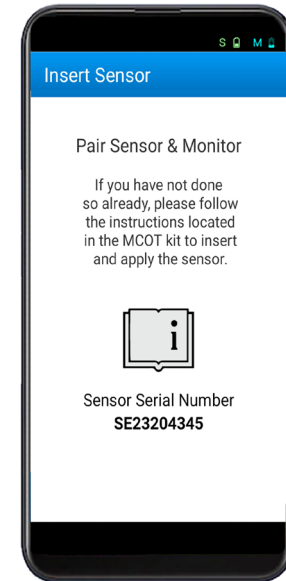 S M
Insert Sensor
Pair Sensor & Monitor
If you have not done
so already, please follow
the instructions located
in the MCOT kit to insert
and apply the sensor.
i
Sensor Serial Number
SE23204345